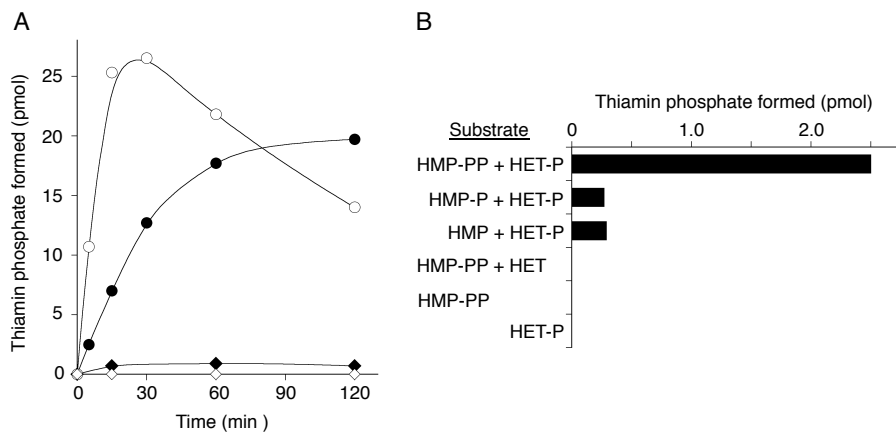 A
Thiamin phosphate formed (pmol)
25
20
15
10
5
0
0 30 60 90 120
Time (min )
B
Thiamin phosphate formed (pmol)
Substrate
0 1.0 2.0
HMP-PP + HET-P
HMP-P + HET-P
HMP + HET-P
HMP-PP + HET
HMP-PP
HET-P